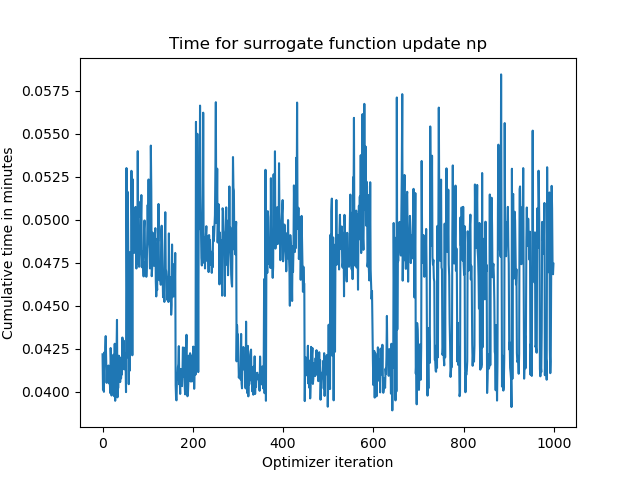 Time for surrogate function update np
Cumulative time in minutes
0.0575
0.0550
0.0525
0.0500
0.0475
0.0450
0.0425
0.0400
0 200 400 600 800 1000
Optimizer iteration